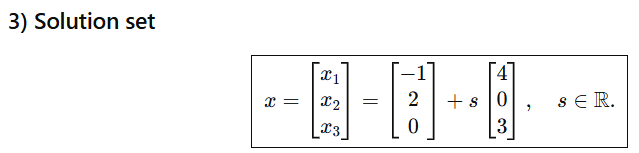 3) Solution set
x = [x₁ x₂ x₃] = [−1 2 0] + s [4 0 3], s ∈ ℝ.